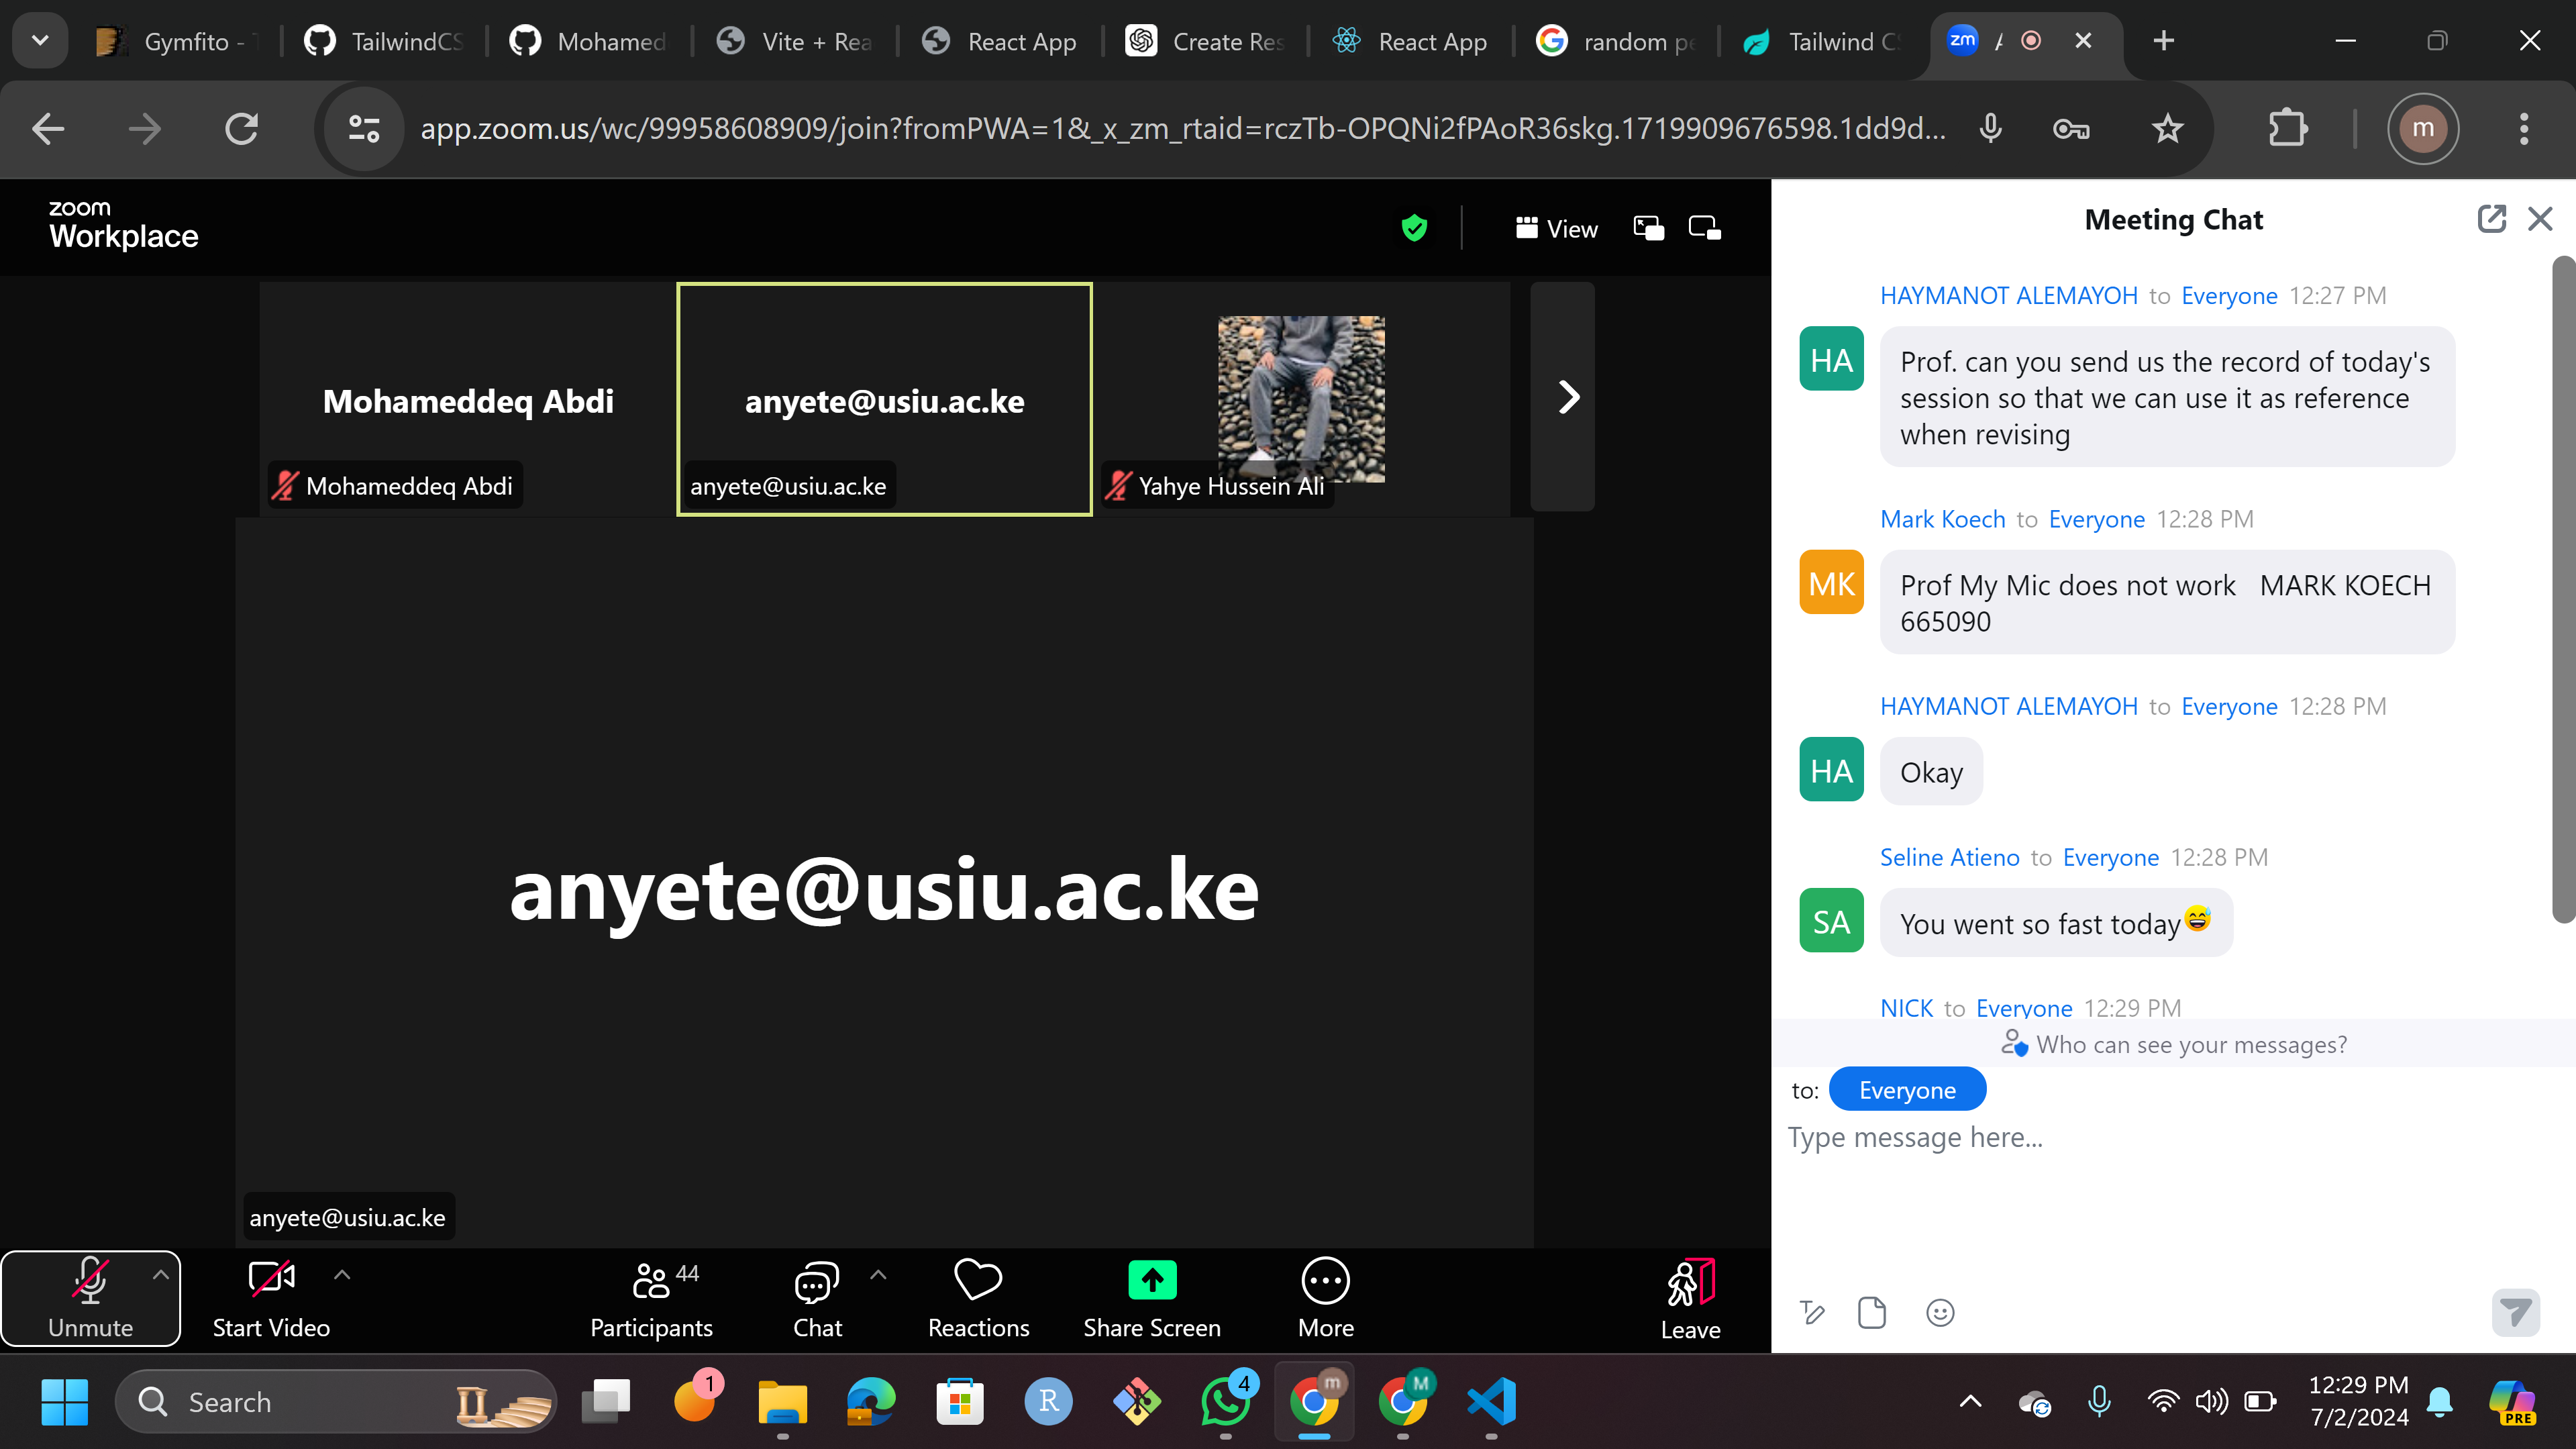 Gymfito - T
TailwindCS
Mohamed
Vite + Rea
React App
Create Res
React App
random pe
Tailwind C
zm
app.zoom.us/wc/99958608909/join?fromPWA=1&_x_zm_rtaid=rczTb-OPQNi2fPAoR36skg.1719909676598.1dd9d...
m
zoom
Workplace
View
Mohameddeq Abdi
Mohameddeq Abdi
anyete@usiu.ac.ke
anyete@usiu.ac.ke
Yahye Hussein Ali
anyete@usiu.ac.ke
anyete@usiu.ac.ke
Unmute
Start Video
44
Participants
Chat
Reactions
Share Screen
More
Leave
Meeting Chat
HAYMANOT ALEMAYOH to Everyone 12:27 PM
HA
Prof. can you send us the record of today's
session so that we can use it as reference
when revising
Mark Koech to Everyone 12:28 PM
MK
Prof My Mic does not work MARK KOECH
665090
HAYMANOT ALEMAYOH to Everyone 12:28 PM
HA
Okay
Seline Atieno to Everyone 12:28 PM
SA
You went so fast today😅
NICK to Everyone 12:29 PM
Who can see your messages?
to: Everyone
Type message here...
Search
1
R
4
m
M
12:29 PM
7/2/2024
PRE